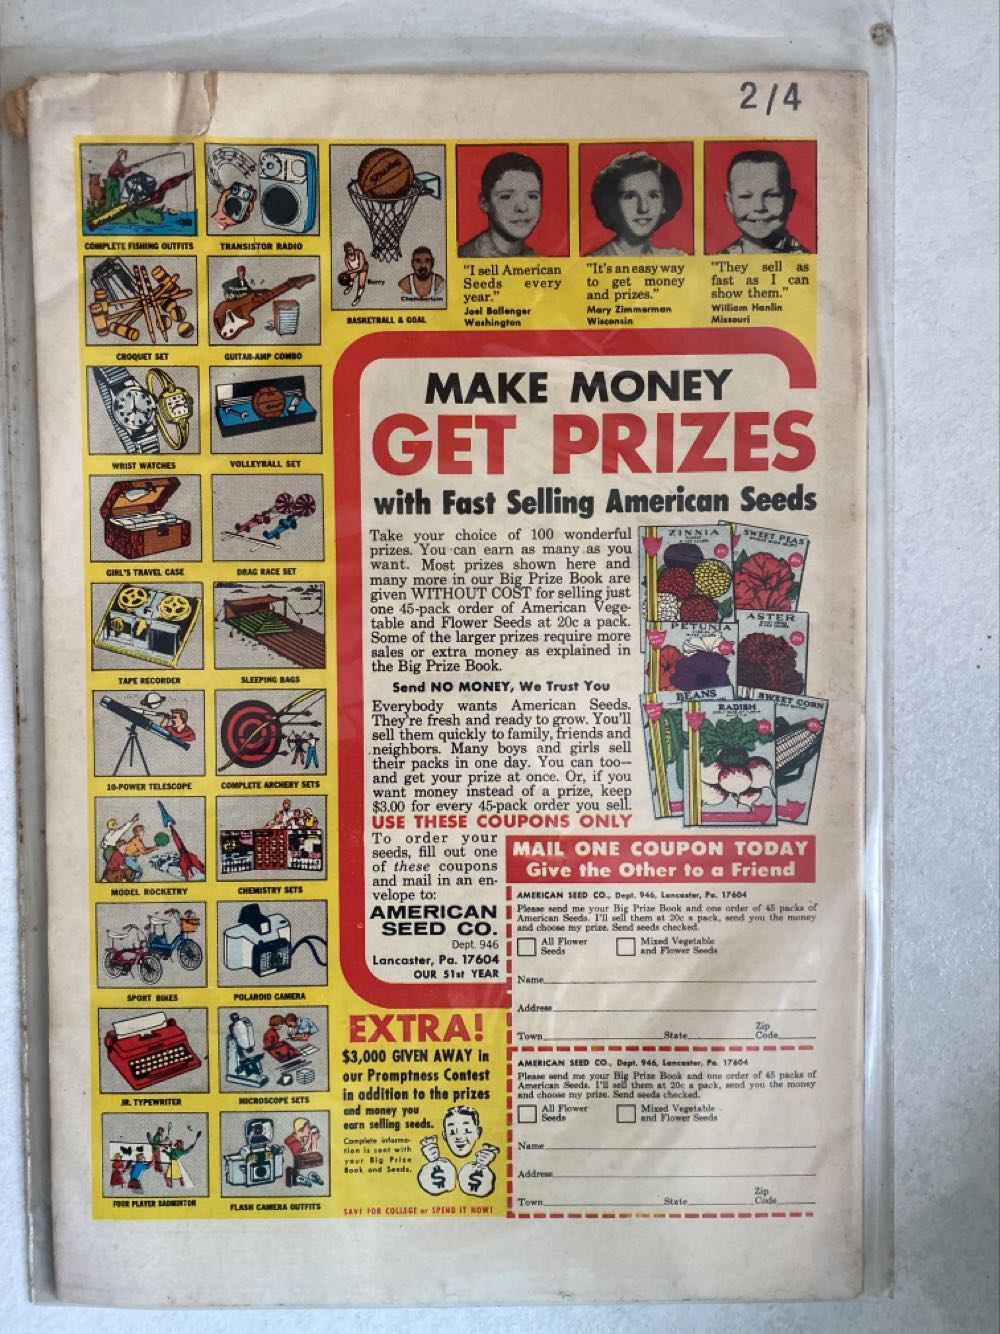 2/4
COMPLETE FISHING OUTFITS
TRANSISTOR RADIO
SPALDING
Barry
Chamberlain
BASKETBALL & GOAL
"I sell American
Seeds every
year."
Joel Ballenger
Washington
"It's an easy way
to get money
and prizes."
Mary Zimmerman
Wisconsin
"They sell as
fast as I can
show them."
William Hanlin
Missouri
CROQUET SET
GUITAR-AMP COMBO
WRIST WATCHES
VOLLEYBALL SET
GIRL'S TRAVEL CASE
DRAG RACE SET
TAPE RECORDER
SLEEPING BAGS
10-POWER TELESCOPE
COMPLETE ARCHERY SETS
MODEL ROCKETRY
CHEMISTRY SETS
SPORT BIKES
POLAROID CAMERA
JR. TYPEWRITER
MICROSCOPE SETS
FOUR PLAYER BADMINTON
FLASH CAMERA OUTFITS
MAKE MONEY
GET PRIZES
with Fast Selling American Seeds
Take your choice of 100 wonderful
prizes. You can earn as many as you
want. Most prizes shown here and
many more in our Big Prize Book are
given WITHOUT COST for selling just
one 45-pack order of American Vege-
table and Flower Seeds at 20c a pack.
Some of the larger prizes require more
sales or extra money as explained in
the Big Prize Book.
Send NO MONEY, We Trust You
Everybody wants American Seeds.
They're fresh and ready to grow. You'll
sell them quickly to family, friends and
neighbors. Many boys and girls sell
their packs in one day. You can too—
and get your prize at once. Or, if you
want money instead of a prize, keep
$3.00 for every 45-pack order you sell.
USE THESE COUPONS ONLY
To order your
seeds, fill out one
of these coupons
and mail in an en-
velope to:
AMERICAN
SEED CO.
Dept. 946
Lancaster, Pa. 17604
OUR 51st YEAR
ZINNIA
SWEET PEAS
PETUNIA
ASTER
BEANS
RADISH
SWEET CORN
MAIL ONE COUPON TODAY
Give the Other to a Friend
AMERICAN SEED CO., Dept. 946, Lancaster, Pa. 17604
Please send me your Big Prize Book and one order of 45 packs of
American Seeds. I'll sell them at 20c a pack, send you the money
and choose my prize. Send seeds checked.
All Flower
Seeds
Mixed Vegetable
and Flower Seeds
Name
Address
Town State Zip Code
AMERICAN SEED CO., Dept. 946, Lancaster, Pa. 17604
Please send me your Big Prize Book and one order of 45 packs of
American Seeds. I'll sell them at 20c a pack, send you the money
and choose my prize. Send seeds checked.
All Flower
Seeds
Mixed Vegetable
and Flower Seeds
Name
Address
Town State Zip Code
EXTRA!
$3,000 GIVEN AWAY in
our Promptness Contest
in addition to the prizes
and money you
earn selling seeds.
Complete informa-
tion is sent with
your Big Prize
Book and Seeds.
$ $
SAVE FOR COLLEGE or SPEND IT NOW!